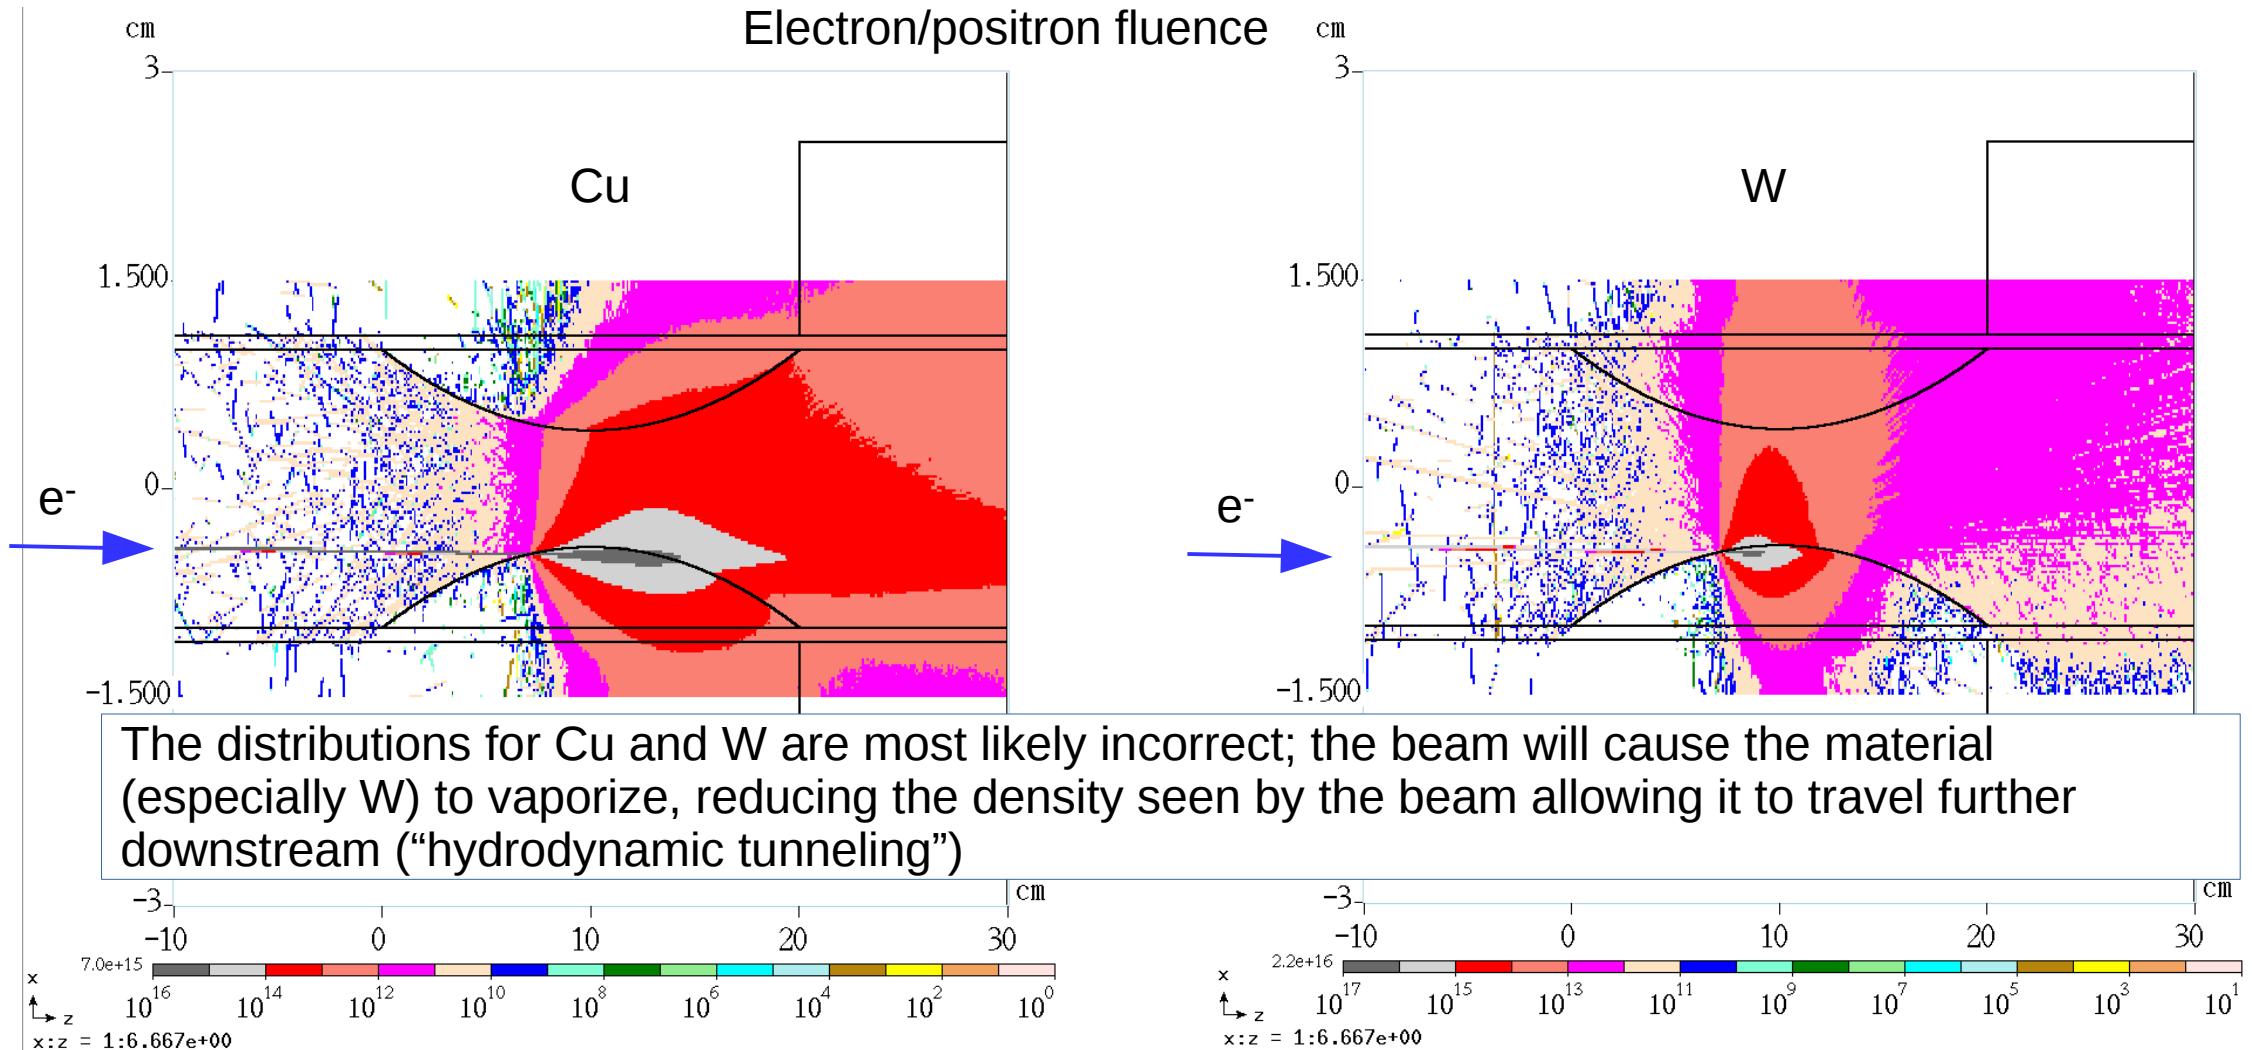 Electron/positron fluence
cm
3
1.500
0
-1.500
-3
Cu
e-
cm
-10 0 10 20 30
7.0e+15
10^16 10^14 10^12 10^10 10^8 10^6 10^4 10^2 10^0
x
z
x:z = 1:6.667e+00
cm
3
1.500
0
-1.500
-3
W
e-
cm
-10 0 10 20 30
2.2e+16
10^17 10^15 10^13 10^11 10^9 10^7 10^5 10^3 10^1
x
z
x:z = 1:6.667e+00
The distributions for Cu and W are most likely incorrect; the beam will cause the material
(especially W) to vaporize, reducing the density seen by the beam allowing it to travel further
downstream (“hydrodynamic tunneling”)